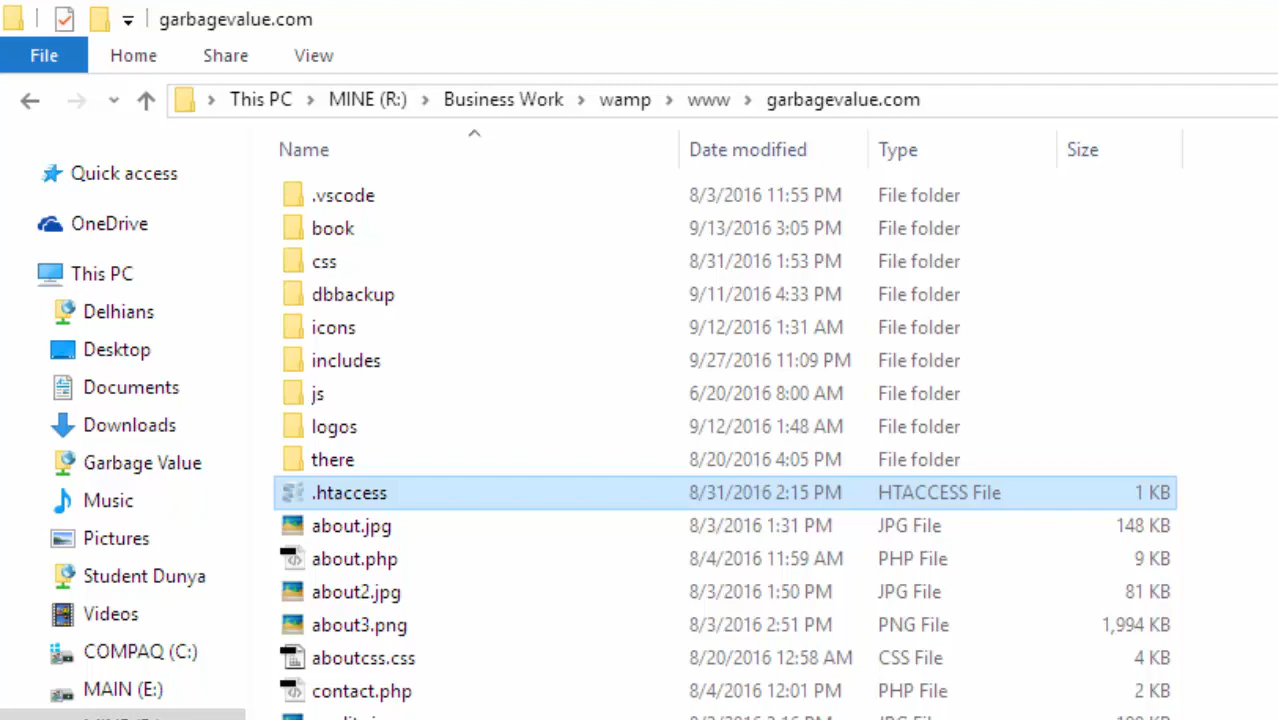 garbagevalue.com
File Home Share View
This PC MINE (R:) Business Work wamp www garbagevalue.com
Name Date modified Type Size
Quick access
OneDrive
This PC
Delhians
Desktop
Documents
Downloads
Garbage Value
Music
Pictures
Student Dunya
Videos
COMPAQ (C:)
MAIN (E:)
.vscode 8/3/2016 11:55 PM File folder
book 9/13/2016 3:05 PM File folder
css 8/31/2016 1:53 PM File folder
dbbackup 9/11/2016 4:33 PM File folder
icons 9/12/2016 1:31 AM File folder
includes 9/27/2016 11:09 PM File folder
js 6/20/2016 8:00 AM File folder
logos 9/12/2016 1:48 AM File folder
there 8/20/2016 4:05 PM File folder
.htaccess 8/31/2016 2:15 PM HTACCESS File 1 KB
about.jpg 8/3/2016 1:31 PM JPG File 148 KB
about.php 8/4/2016 11:59 AM PHP File 9 KB
about2.jpg 8/3/2016 1:50 PM JPG File 81 KB
about3.png 8/3/2016 2:51 PM PNG File 1,994 KB
aboutcss.css 8/20/2016 12:58 AM CSS File 4 KB
contact.php 8/4/2016 12:01 PM PHP File 2 KB